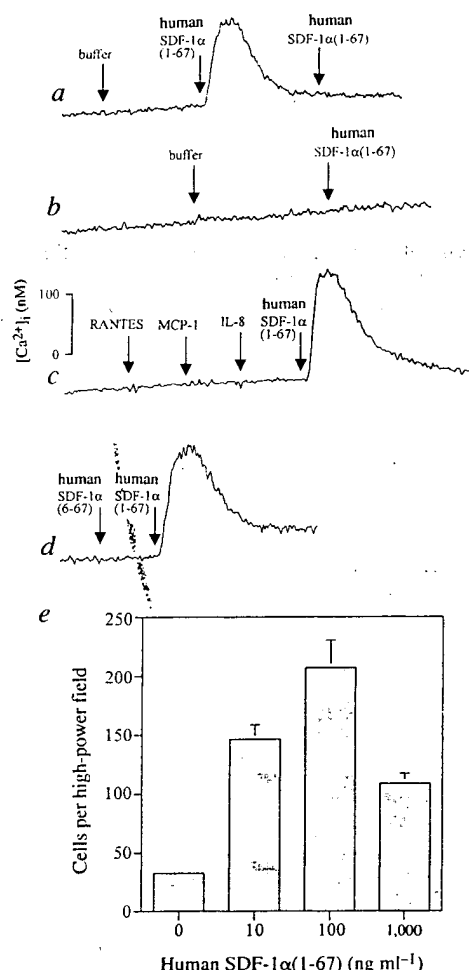 human
SDF-1α
(1-67)
human
SDF-1α(1-67)
buffer
a
human
SDF-1α(1-67)
buffer
b
[Ca²⁺]ᵢ (nM)
100
0
RANTES
MCP-1
IL-8
human
SDF-1α
(1-67)
c
human
SDF-1α
(6-67)
human
SDF-1α
(1-67)
d
e
Cells per high-power field
250
200
150
100
50
0
0
10
100
1,000
Human SDF-1α(1-67) (ng ml⁻¹)